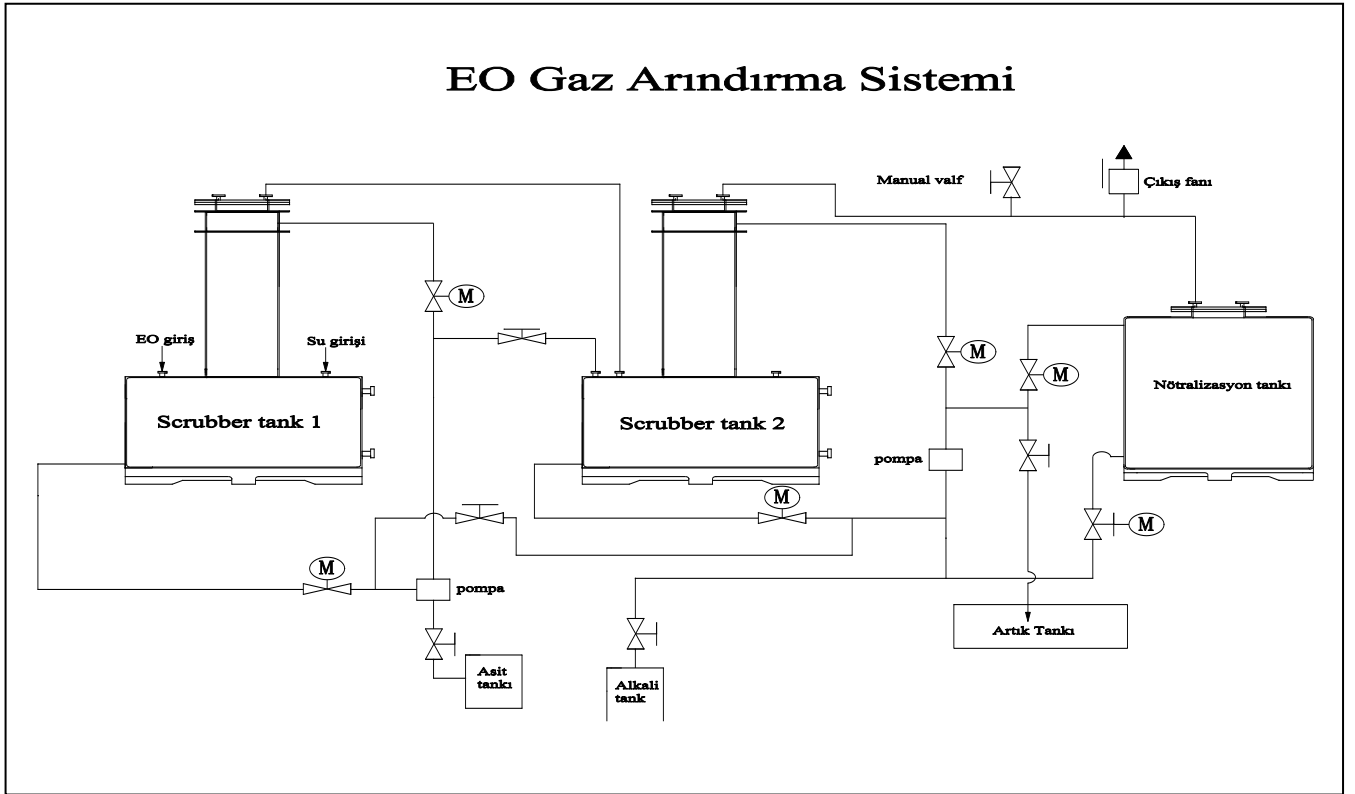 EO Gaz Arındırma Sistemi
Manual valf
Çıkış fanı
M
EO giriş
Su girişi
M
M
Nötralizasyon tankı
Scrubber tank 1
Scrubber tank 2
pompa
M
M
M
pompa
Artık Tankı
Asit
tankı
Alkali
tank